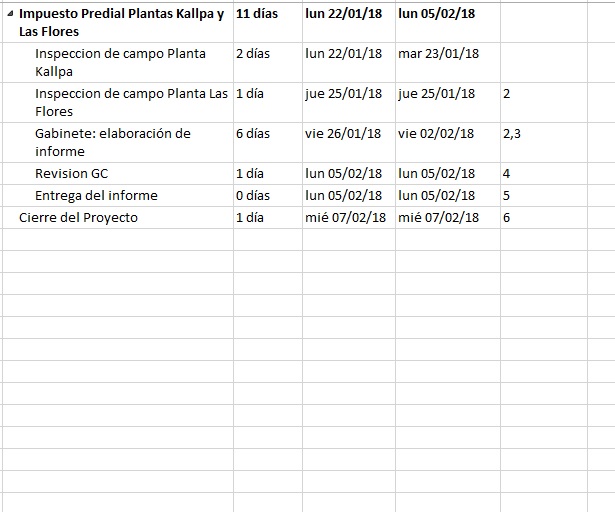 Impuesto Predial Plantas Kallpa y 11 días lun 22/01/18 lun 05/02/18
Las Flores
Inspeccion de campo Planta 2 días lun 22/01/18 mar 23/01/18
Kallpa
Inspeccion de campo Planta Las 1 día jue 25/01/18 jue 25/01/18 2
Flores
Gabinete: elaboración de 6 días vie 26/01/18 vie 02/02/18 2,3
informe
Revision GC 1 día lun 05/02/18 lun 05/02/18 4
Entrega del informe 0 días lun 05/02/18 lun 05/02/18 5
Cierre del Proyecto 1 día mié 07/02/18 mié 07/02/18 6